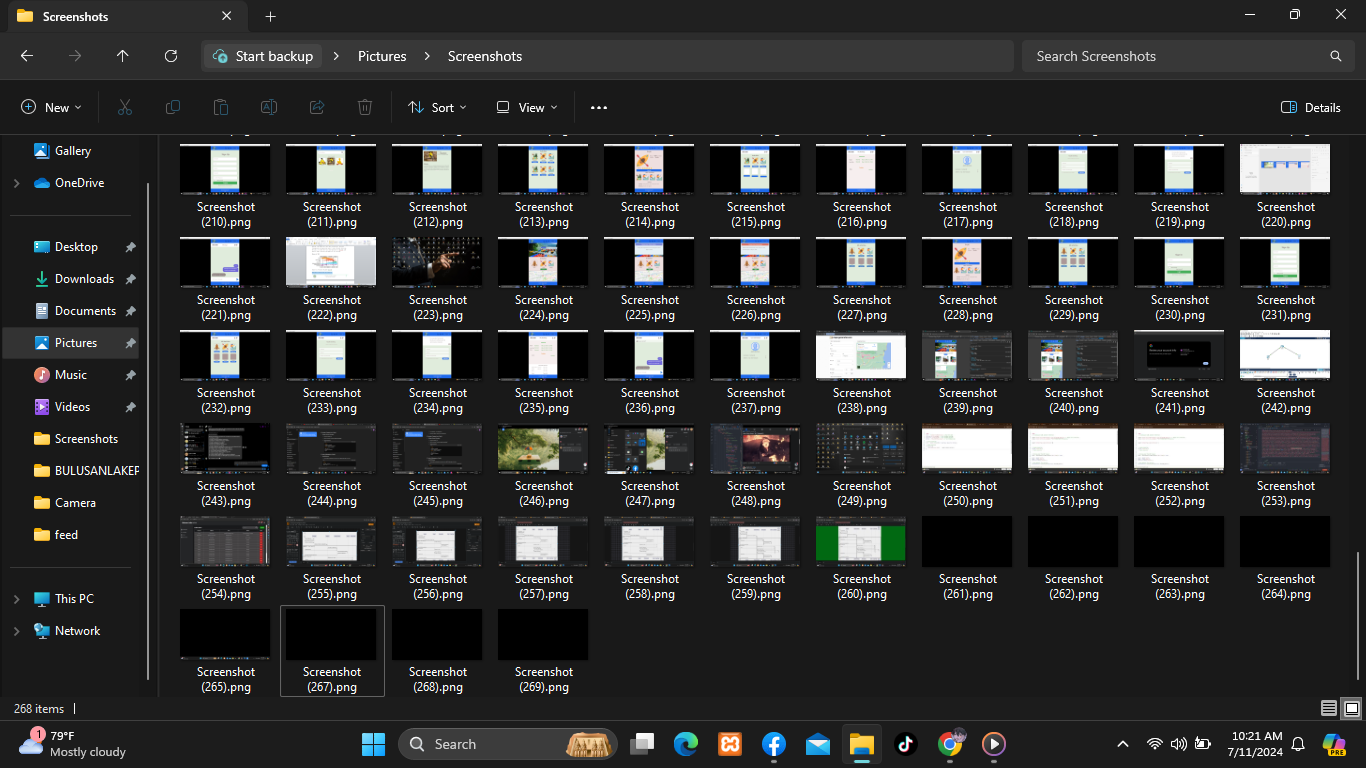 Screenshots
Start backup
Pictures
Screenshots
Search Screenshots
New
Sort
View
Details
Gallery
OneDrive
Desktop
Downloads
Documents
Pictures
Music
Videos
Screenshots
BULUSANLAKEF
Camera
feed
This PC
Network
Screenshot Screenshot Screenshot Screenshot Screenshot Screenshot Screenshot Screenshot Screenshot Screenshot Screenshot
(210).png (211).png (212).png (213).png (214).png (215).png (216).png (217).png (218).png (219).png (220).png
Screenshot Screenshot Screenshot Screenshot Screenshot Screenshot Screenshot Screenshot Screenshot Screenshot Screenshot
(221).png (222).png (223).png (224).png (225).png (226).png (227).png (228).png (229).png (230).png (231).png
Screenshot Screenshot Screenshot Screenshot Screenshot Screenshot Screenshot Screenshot Screenshot Screenshot Screenshot
(232).png (233).png (234).png (235).png (236).png (237).png (238).png (239).png (240).png (241).png (242).png
Screenshot Screenshot Screenshot Screenshot Screenshot Screenshot Screenshot Screenshot Screenshot Screenshot Screenshot
(243).png (244).png (245).png (246).png (247).png (248).png (249).png (250).png (251).png (252).png (253).png
Screenshot Screenshot Screenshot Screenshot Screenshot Screenshot Screenshot Screenshot Screenshot Screenshot Screenshot
(254).png (255).png (256).png (257).png (258).png (259).png (260).png (261).png (262).png (263).png (264).png
Screenshot Screenshot Screenshot Screenshot
(265).png (267).png (268).png (269).png
268 items
1
79°F
Mostly cloudy
Search
10:21 AM
7/11/2024
PRE